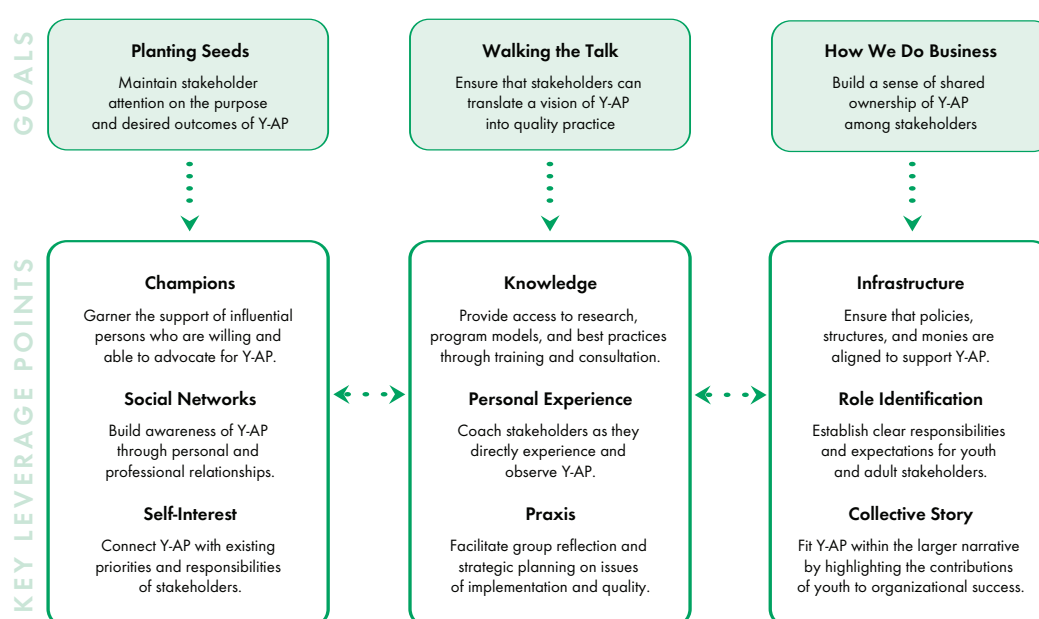 GOALS
Planting Seeds
Maintain stakeholder
attention on the purpose
and desired outcomes of Y-AP
Walking the Talk
Ensure that stakeholders can
translate a vision of Y-AP
into quality practice
How We Do Business
Build a sense of shared
ownership of Y-AP
among stakeholders
KEY LEVERAGE POINTS
Champions
Garner the support of influential
persons who are willing and
able to advocate for Y-AP.
Social Networks
Build awareness of Y-AP
through personal and
professional relationships.
Self-Interest
Connect Y-AP with existing
priorities and responsibilities
of stakeholders.
Knowledge
Provide access to research,
program models, and best practices
through training and consultation.
Personal Experience
Coach stakeholders as they
directly experience and
observe Y-AP.
Praxis
Facilitate group reflection and
strategic planning on issues
of implementation and quality.
Infrastructure
Ensure that policies,
structures, and monies are
aligned to support Y-AP.
Role Identification
Establish clear responsibilities
and expectations for youth
and adult stakeholders.
Collective Story
Fit Y-AP within the larger narrative
by highlighting the contributions
of youth to organizational success.